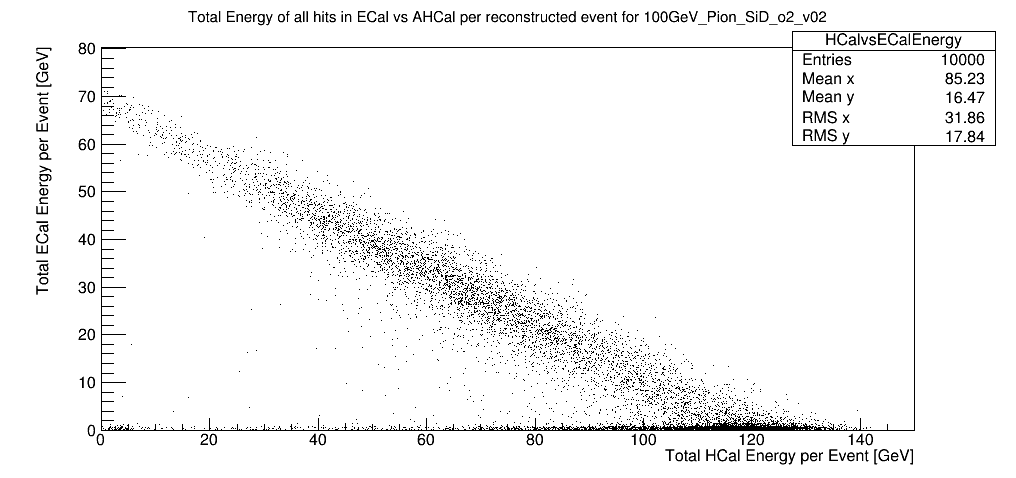 Total Energy of all hits in ECal vs AHCal per reconstructed event for 100GeV_Pion_SiD_o2_v02
HCalvsECalEnergy
Entries 10000
Mean x 85.23
Mean y 16.47
RMS x 31.86
RMS y 17.84
Total ECal Energy per Event [GeV]
80
70
60
50
40
30
20
10
0
0 20 40 60 80 100 120 140
Total HCal Energy per Event [GeV]